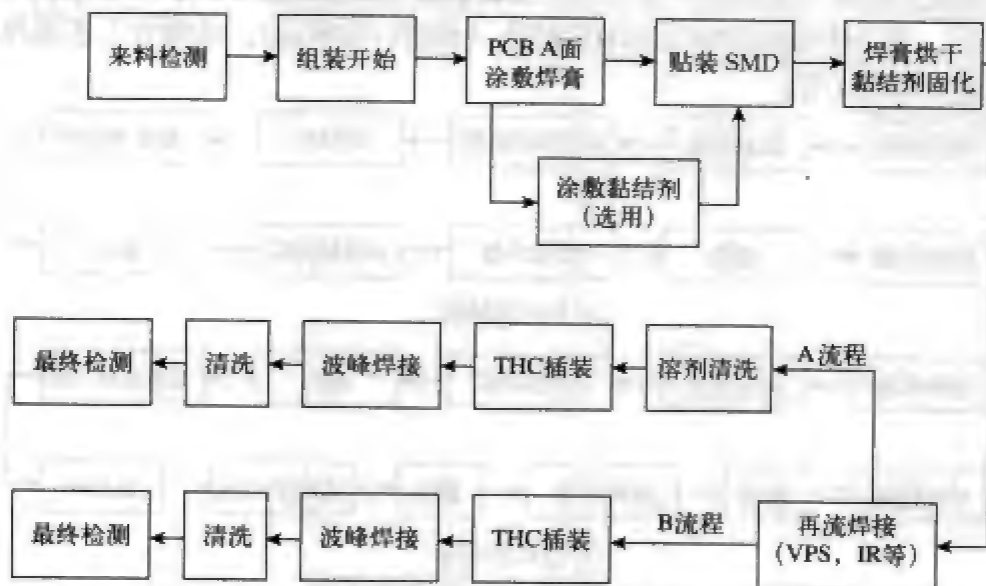 来料检测
组装开始
PCB A面
涂敷焊膏
贴装 SMD
焊膏烘干
黏结剂固化
涂敷黏结剂
（选用）
最终检测
清洗
波峰焊接
THC插装
溶剂清洗
A流程
最终检测
清洗
波峰焊接
THC插装
B流程
再流焊接
（VPS，IR等）